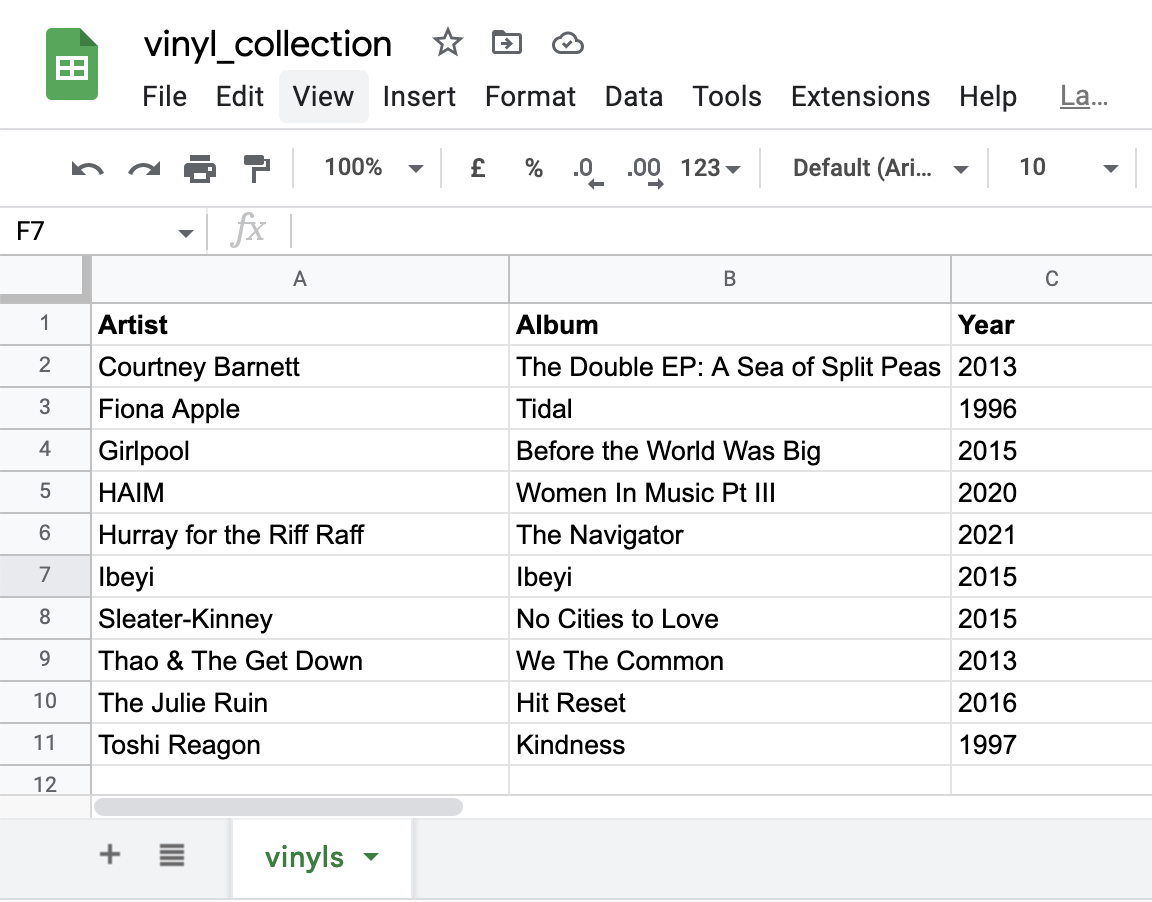 vinyl_collection
File Edit View Insert Format Data Tools Extensions Help La...
100% £ % .0 .00 123 Default (Ari... 10
F7 fx
A B C
1 Artist Album Year
2 Courtney Barnett The Double EP: A Sea of Split Peas 2013
3 Fiona Apple Tidal 1996
4 Girlpool Before the World Was Big 2015
5 HAIM Women In Music Pt III 2020
6 Hurray for the Riff Raff The Navigator 2021
7 Ibeyi Ibeyi 2015
8 Sleater-Kinney No Cities to Love 2015
9 Thao & The Get Down We The Common 2013
10 The Julie Ruin Hit Reset 2016
11 Toshi Reagon Kindness 1997
12
vinyls